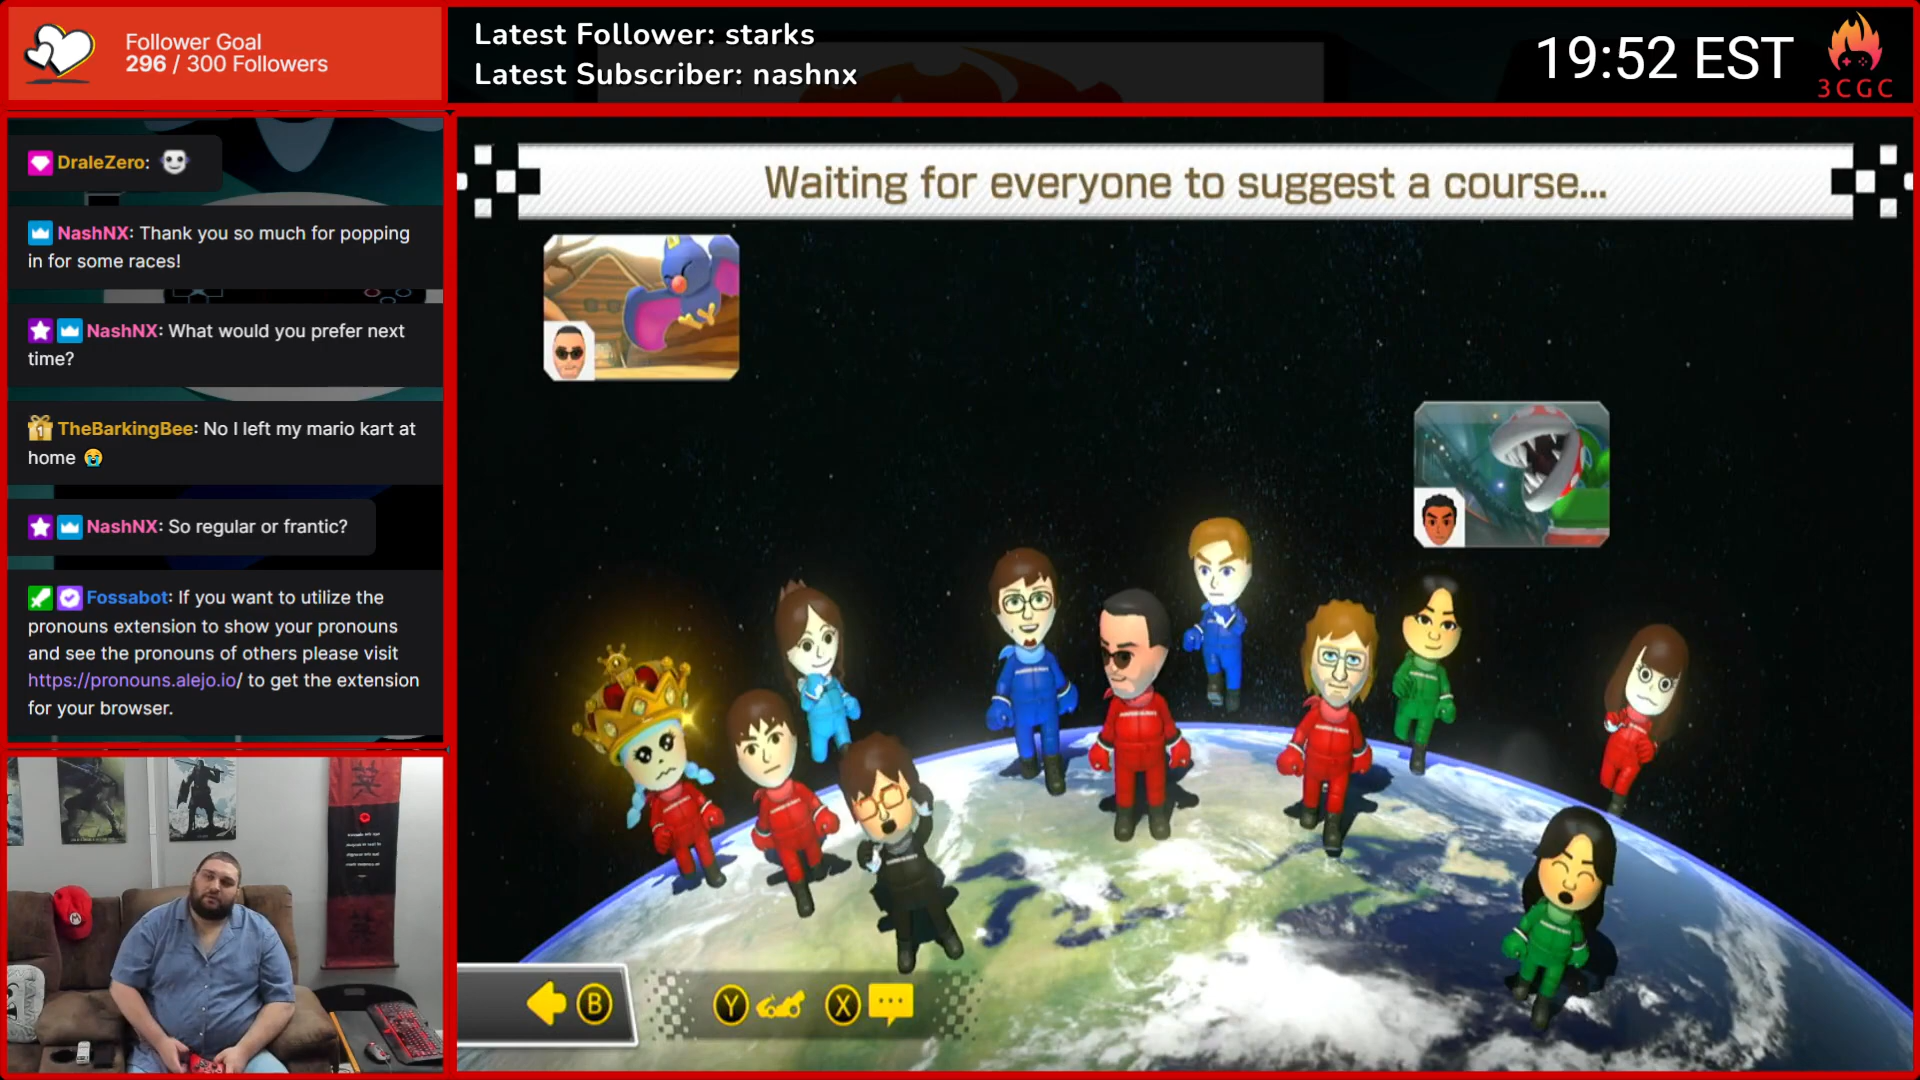 Follower Goal
296 / 300 Followers
Latest Follower: starks
Latest Subscriber: nashnx
19:52 EST
3CGC
DraleZero:
NashNX: Thank you so much for popping
in for some races!
NashNX: What would you prefer next
time?
TheBarkingBee: No I left my mario kart at
home
NashNX: So regular or frantic?
Fossabot: If you want to utilize the
pronouns extension to show your pronouns
and see the pronouns of others please visit
https://pronouns.alejo.io/ to get the extension
for your browser.
Waiting for everyone to suggest a course...
B
Y
X